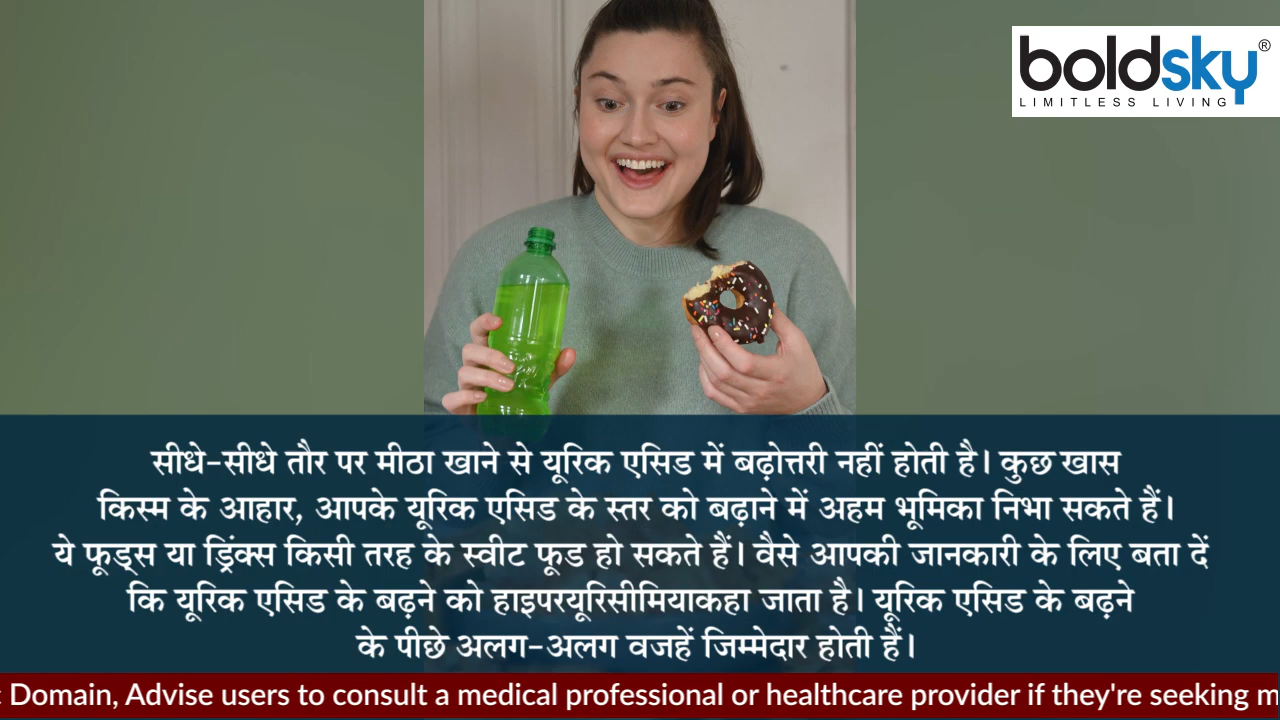 boldsky®
LIMITLESS LIVING
सीधे-सीधे तौर पर मीठा खाने से यूरिक एसिड में बढ़ोत्तरी नहीं होती है। कुछ खास
किस्म के आहार, आपके यूरिक एसिड के स्तर को बढ़ाने में अहम भूमिका निभा सकते हैं।
ये फूड्स या ड्रिंक्स किसी तरह के स्वीट फूड हो सकते हैं। वैसे आपकी जानकारी के लिए बता दें
कि यूरिक एसिड के बढ़ने को हाइपरयूरिसीमियाकहा जाता है। यूरिक एसिड के बढ़ने
के पीछे अलग-अलग वजहें जिम्मेदार होती हैं।
Domain, Advise users to consult a medical professional or healthcare provider if they're seeking